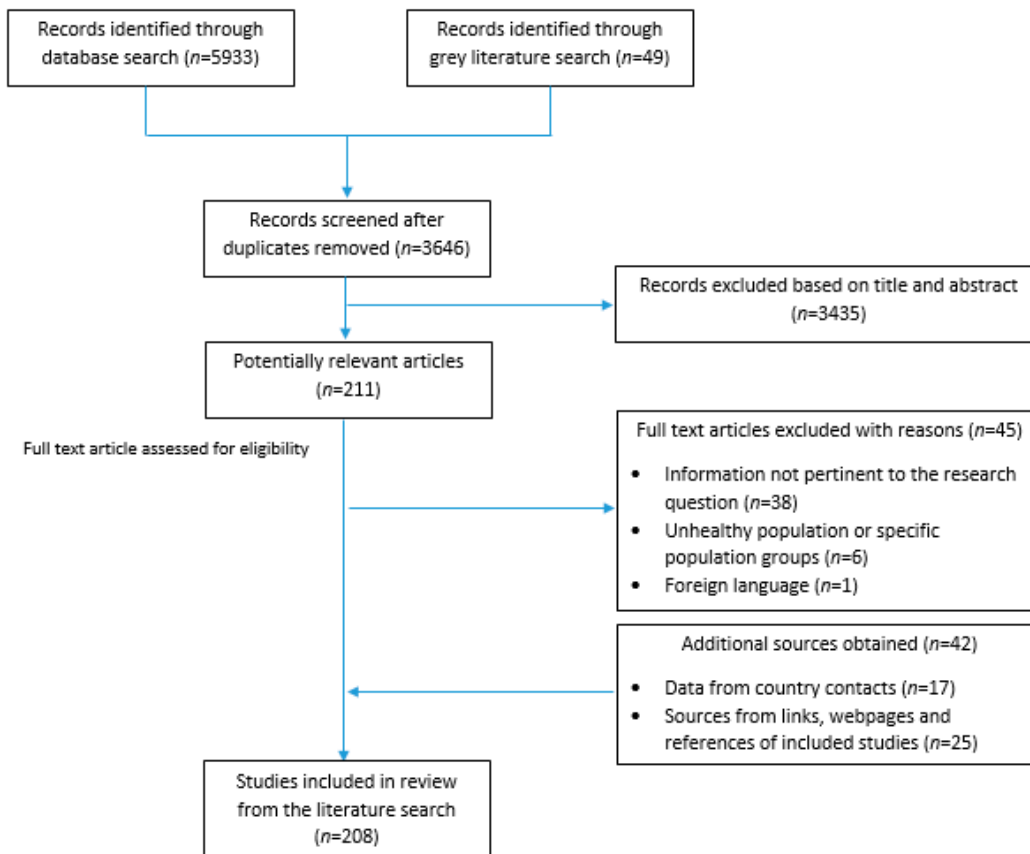 Records identified through
database search (n=5933)
Records identified through
grey literature search (n=49)
Records screened after
duplicates removed (n=3646)
Records excluded based on title and abstract
(n=3435)
Potentially relevant articles
(n=211)
Full text article assessed for eligibility
Full text articles excluded with reasons (n=45)
• Information not pertinent to the research
question (n=38)
• Unhealthy population or specific
population groups (n=6)
• Foreign language (n=1)
Additional sources obtained (n=42)
• Data from country contacts (n=17)
• Sources from links, webpages and
references of included studies (n=25)
Studies included in review
from the literature search
(n=208)